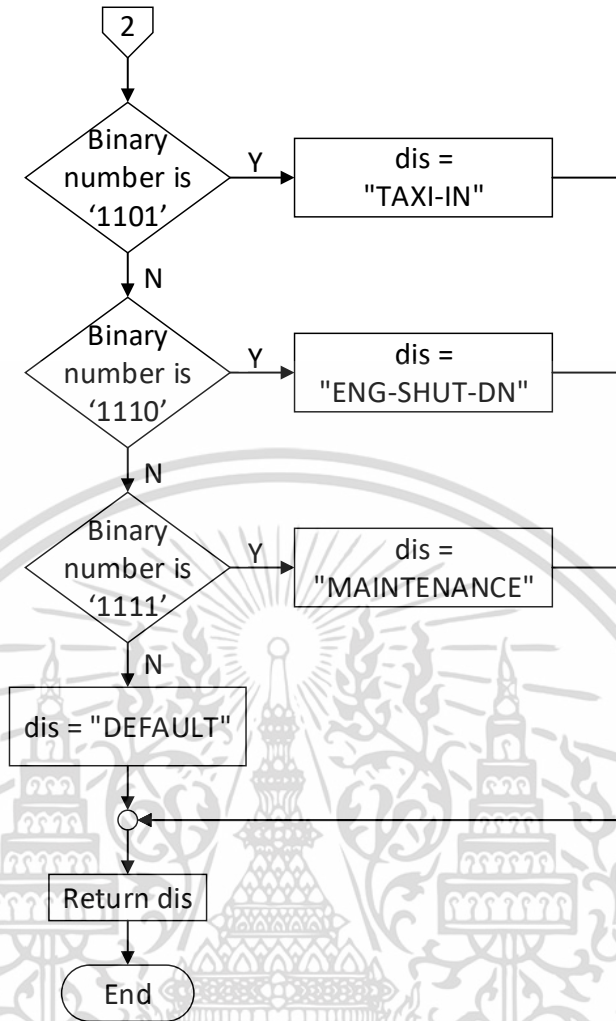 2
Binary
number is
‘1101’
Y
dis =
"TAXI-IN"
N
Binary
number is
‘1110’
Y
dis =
"ENG-SHUT-DN"
N
Binary
number is
‘1111’
Y
dis =
"MAINTENANCE"
N
dis = "DEFAULT"
Return dis
End